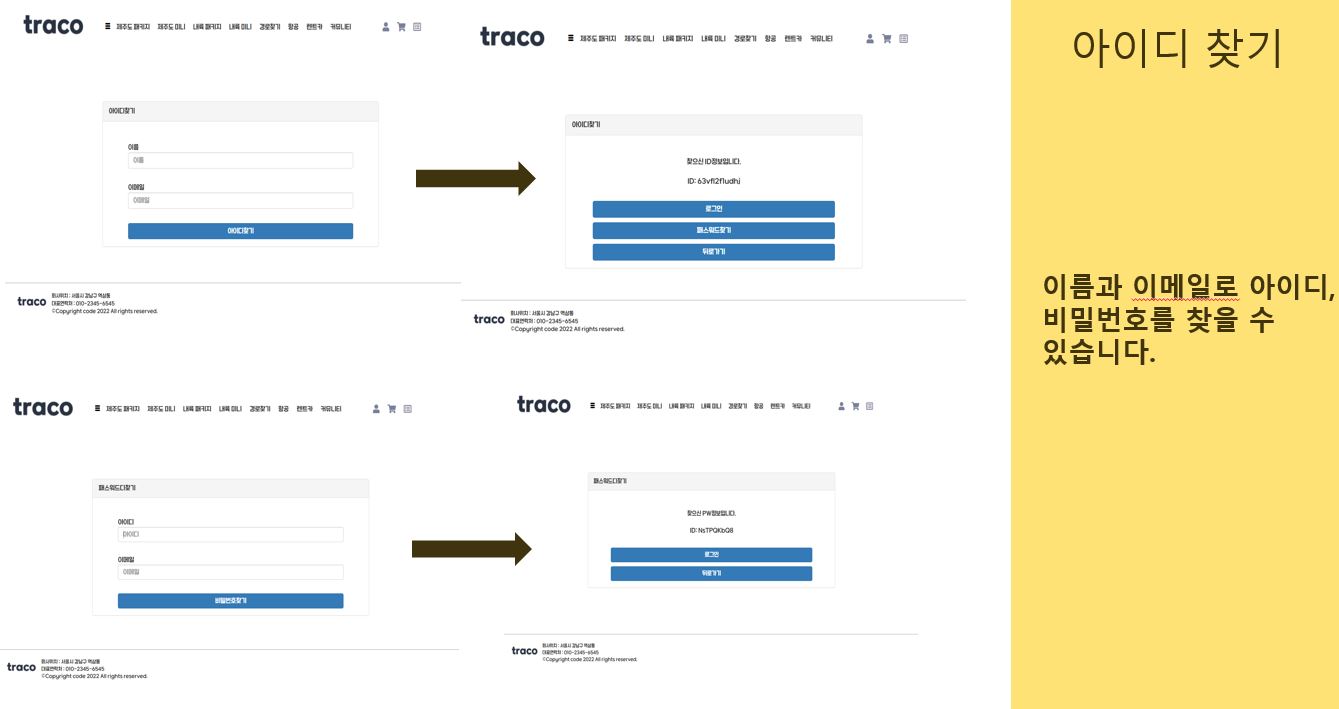 traco
제주도 패키지 제주도 미니 내륙 패키지 내륙 미니 경로찾기 항공 렌트카 커뮤니티
아이디찾기
이름
이름
이메일
이메일
아이디찾기
traco
회사위치 : 서울시 강남구 역삼동
대표연락처 : 010-2345-6545
©Copyright code 2022 All rights reserved.
traco
제주도 패키지 제주도 미니 내륙 패키지 내륙 미니 경로찾기 항공 렌트카 커뮤니티
아이디찾기
찾으신 ID정보입니다.
ID: 63vfl2fludhj
로그인
패스워드찾기
뒤로가기
traco
회사위치 : 서울시 강남구 역삼동
대표연락처 : 010-2345-6545
©Copyright code 2022 All rights reserved.
traco
제주도 패키지 제주도 미니 내륙 패키지 내륙 미니 경로찾기 항공 렌트카 커뮤니티
패스워드다찾기
아이디
아이디
이메일
이메일
비밀번호찾기
traco
회사위치 : 서울시 강남구 역삼동
대표연락처 : 010-2345-6545
©Copyright code 2022 All rights reserved.
traco
제주도 패키지 제주도 미니 내륙 패키지 내륙 미니 경로찾기 항공 렌트카 커뮤니티
패스워드다찾기
찾으신 PW정보입니다.
ID: NsTPQKbQ8
로그인
뒤로가기
traco
회사위치 : 서울시 강남구 역삼동
대표연락처 : 010-2345-6545
©Copyright code 2022 All rights reserved.
아이디 찾기
이름과 이메일로 아이디,
비밀번호를 찾을 수
있습니다.